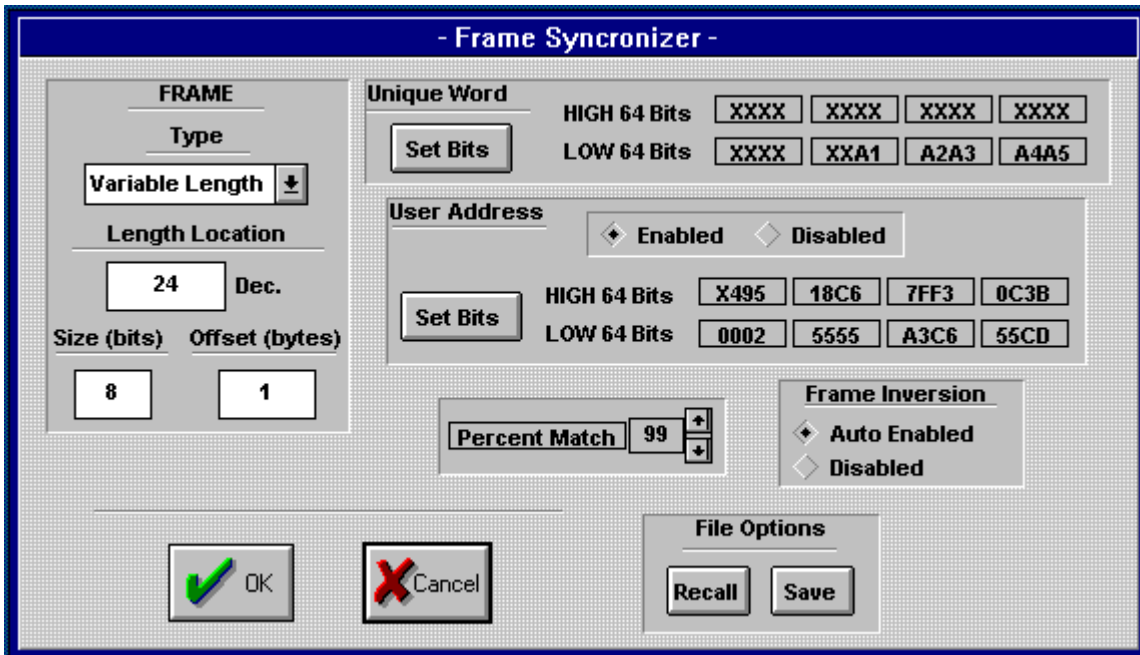 - Frame Syncronizer -
FRAME
Type
Variable Length
Length Location
24 Dec.
Size (bits) Offset (bytes)
8 1
Unique Word
Set Bits
HIGH 64 Bits XXXX XXXX XXXX XXXX
LOW 64 Bits XXXX XXA1 A2A3 A4A5
User Address
Enabled Disabled
Set Bits
HIGH 64 Bits X495 18C6 7FF3 0C3B
LOW 64 Bits 0002 5555 A3C6 55CD
Percent Match 99
Frame Inversion
Auto Enabled
Disabled
OK Cancel
File Options
Recall Save